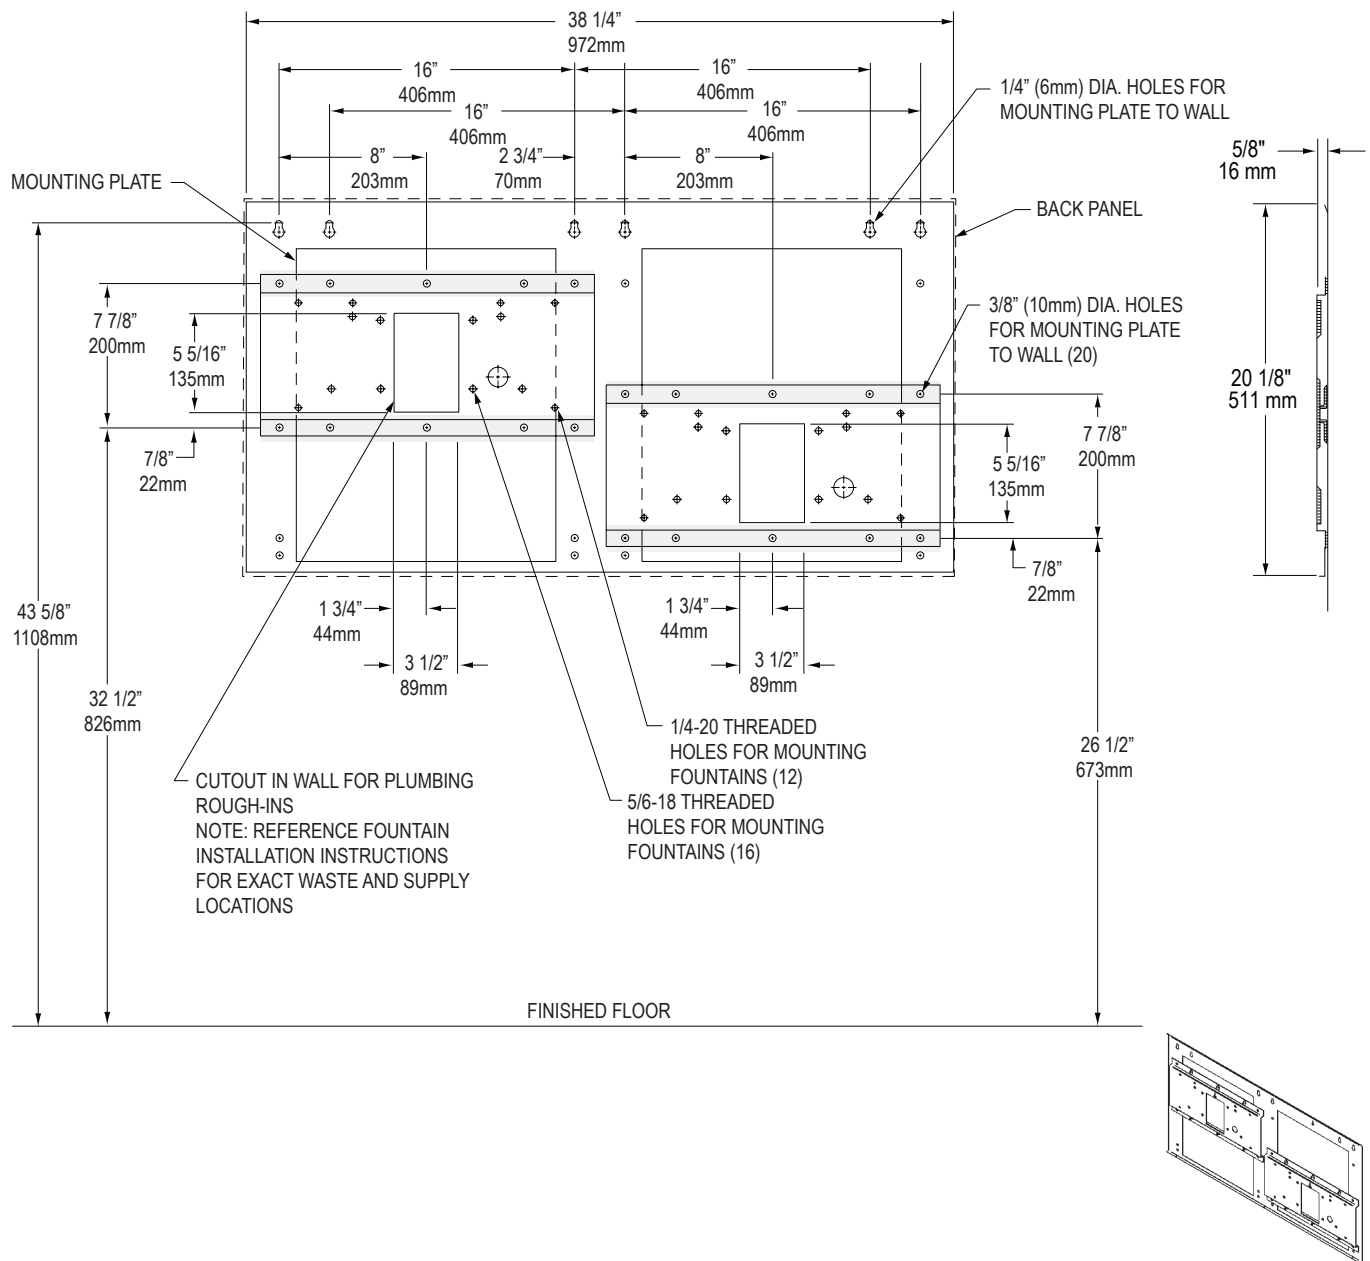 38 1/4”
972mm
16”
406mm
16”
406mm
16”
406mm
16”
406mm
8”
203mm
2 3/4”
70mm
8”
203mm
1/4” (6mm) DIA. HOLES FOR
MOUNTING PLATE TO WALL
5/8"
16 mm
MOUNTING PLATE
BACK PANEL
3/8” (10mm) DIA. HOLES
FOR MOUNTING PLATE
TO WALL (20)
7 7/8”
200mm
5 5/16”
135mm
20 1/8"
511 mm
7/8”
22mm
7 7/8”
200mm
5 5/16”
135mm
7/8”
22mm
43 5/8”
1108mm
1 3/4”
44mm
3 1/2”
89mm
1 3/4”
44mm
3 1/2”
89mm
32 1/2”
826mm
1/4-20 THREADED
HOLES FOR MOUNTING
FOUNTAINS (12)
26 1/2”
673mm
CUTOUT IN WALL FOR PLUMBING
ROUGH-INS
NOTE: REFERENCE FOUNTAIN
INSTALLATION INSTRUCTIONS
FOR EXACT WASTE AND SUPPLY
LOCATIONS
5/6-18 THREADED
HOLES FOR MOUNTING
FOUNTAINS (16)
FINISHED FLOOR